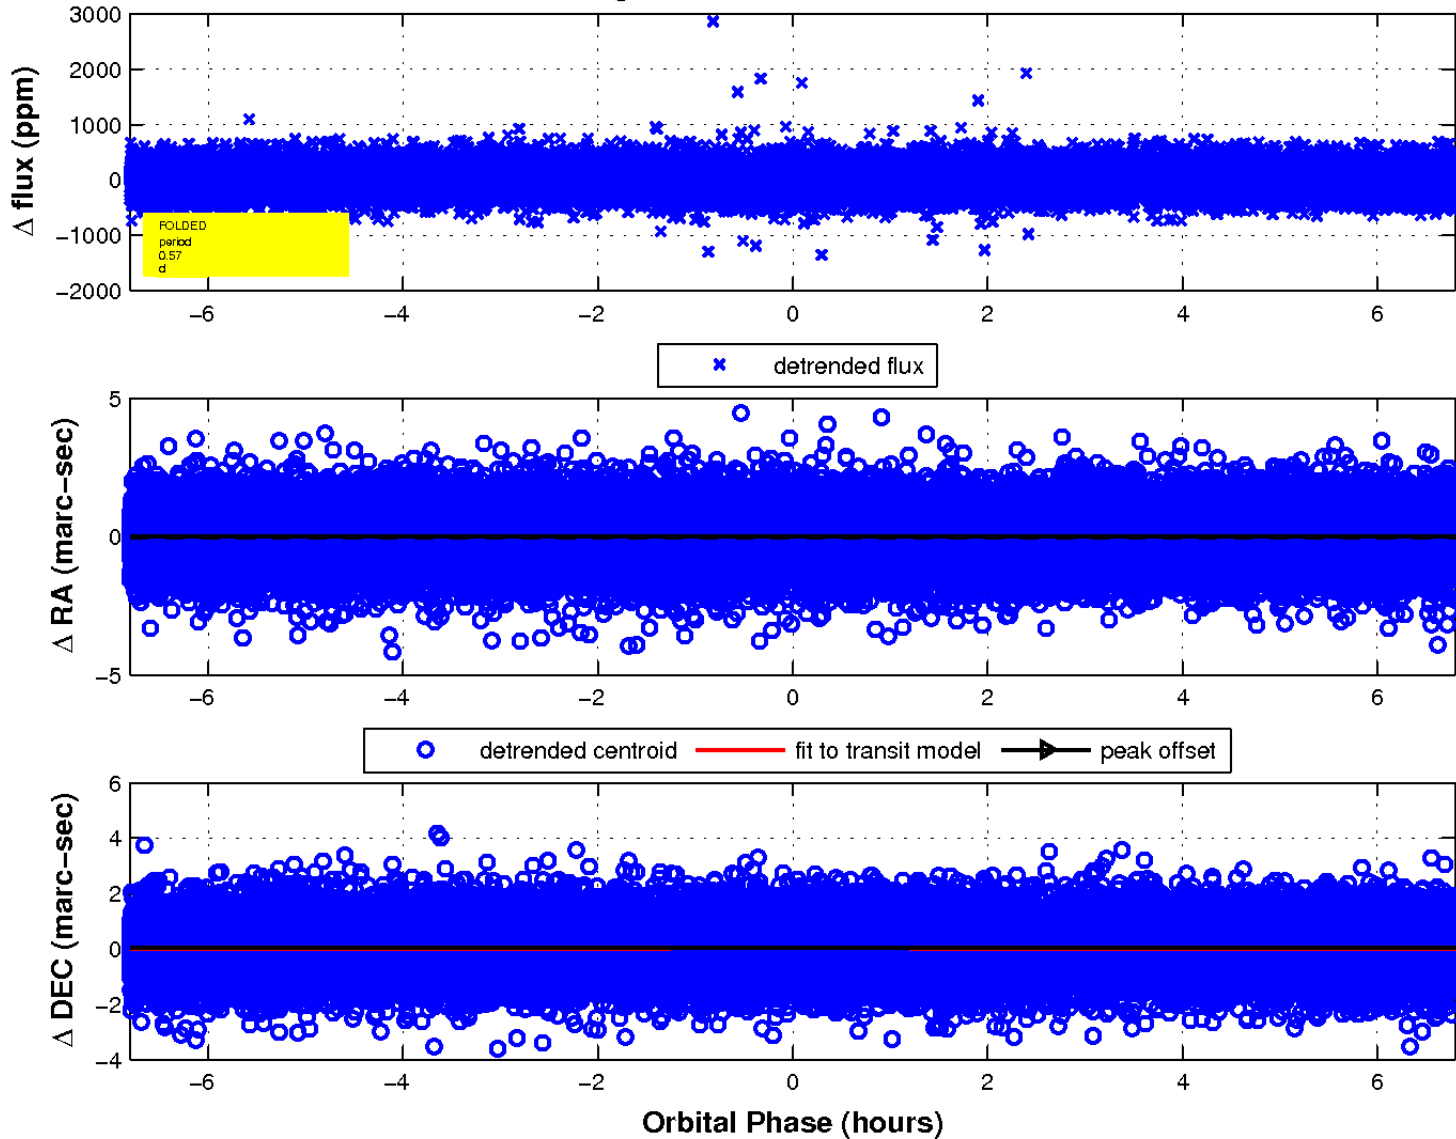 3000
2000
1000
0
−1000
−2000
Δ flux (ppm)
FOLDED
period
0.57
d
−6 −4 −2 0 2 4 6
detrended flux
5
0
−5
Δ RA (marc−sec)
−6 −4 −2 0 2 4 6
detrended centroid fit to transit model peak offset
6
4
2
0
−2
−4
Δ DEC (marc−sec)
−6 −4 −2 0 2 4 6
Orbital Phase (hours)